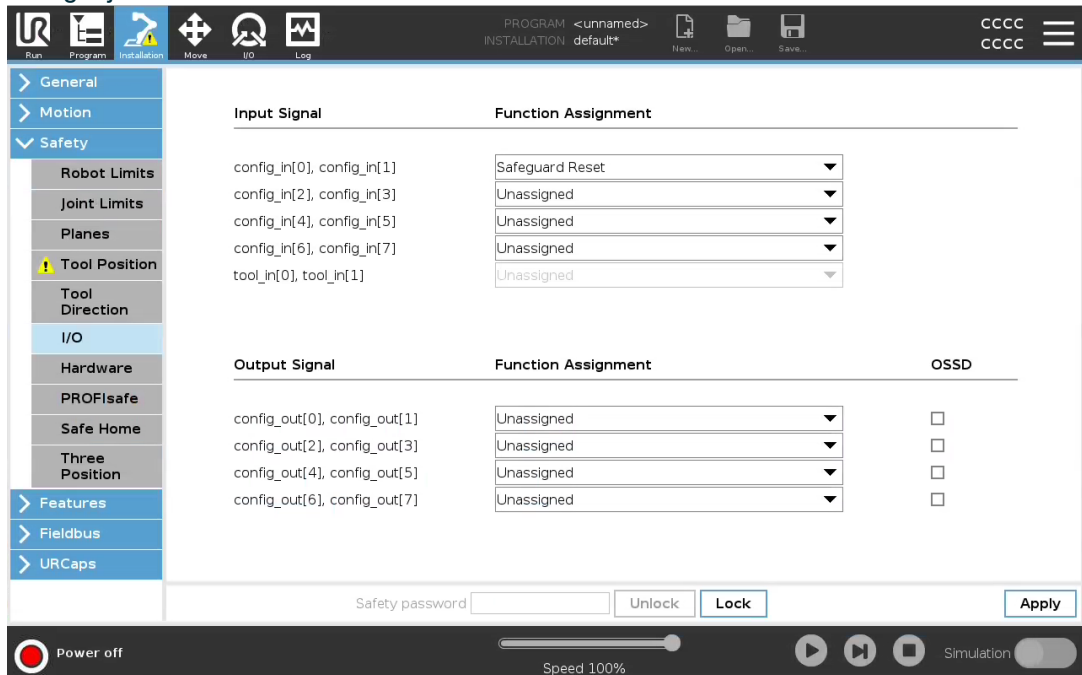 PROGRAM <unnamed>
INSTALLATION default*
cccc
cccc
Run Program Installation Move I/O Log New... Open... Save...
General
Motion
Safety
Robot Limits
Joint Limits
Planes
Tool Position
Tool
Direction
I/O
Hardware
PROFIsafe
Safe Home
Three
Position
Features
Fieldbus
URCaps
Input Signal Function Assignment
config_in[0], config_in[1] Safeguard Reset
config_in[2], config_in[3] Unassigned
config_in[4], config_in[5] Unassigned
config_in[6], config_in[7] Unassigned
tool_in[0], tool_in[1] Unassigned
Output Signal Function Assignment OSSD
config_out[0], config_out[1] Unassigned
config_out[2], config_out[3] Unassigned
config_out[4], config_out[5] Unassigned
config_out[6], config_out[7] Unassigned
Safety password Unlock Lock Apply
Power off Speed 100% Simulation